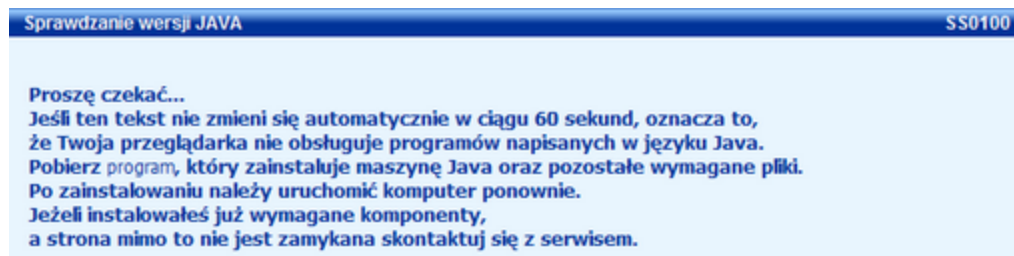 Sprawdzanie wersji JAVA SS0100
Proszę czekać...
Jeśli ten tekst nie zmieni się automatycznie w ciągu 60 sekund, oznacza to,
że Twoja przeglądarka nie obsługuje programów napisanych w języku Java.
Pobierz program, który zainstaluje maszynę Java oraz pozostałe wymagane pliki.
Po zainstalowaniu należy uruchomić komputer ponownie.
Jeżeli instalowałeś już wymagane komponenty,
a strona mimo to nie jest zamykana skontaktuj się z serwisem.